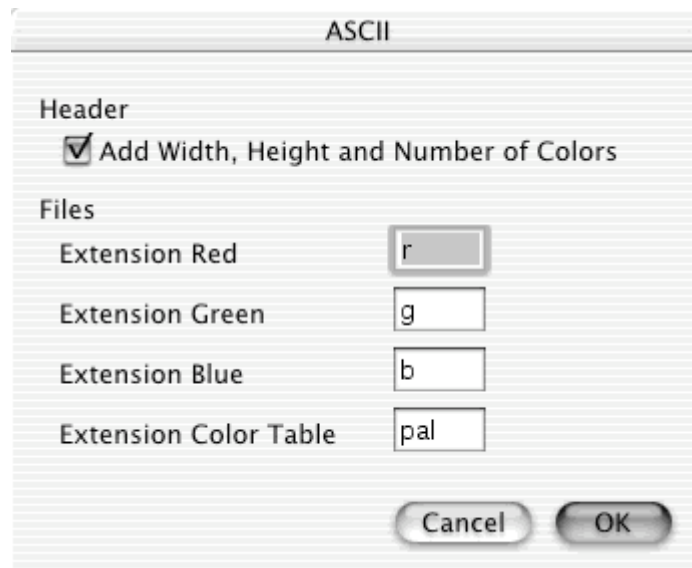 ASCII
Header
Add Width, Height and Number of Colors
Files
Extension Red r
Extension Green g
Extension Blue b
Extension Color Table pal
Cancel OK